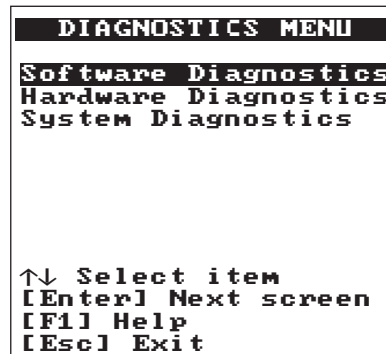 DIAGNOSTICS MENU
Software Diagnostics
Hardware Diagnostics
System Diagnostics
↑↓ Select item
[Enter] Next screen
[F1] Help
[Esc] Exit